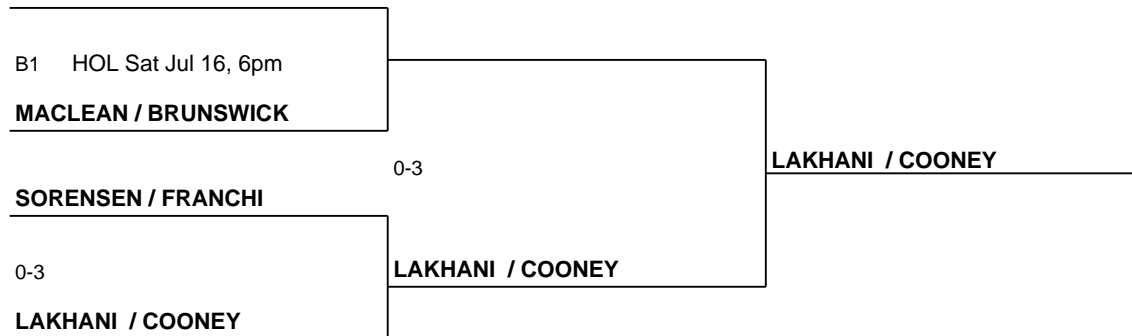 B1 HOL Sat Jul 16, 6pm
MACLEAN / BRUNSWICK
0-3
LAKHANI / COONEY
SORENSEN / FRANCHI
0-3
LAKHANI / COONEY
LAKHANI / COONEY